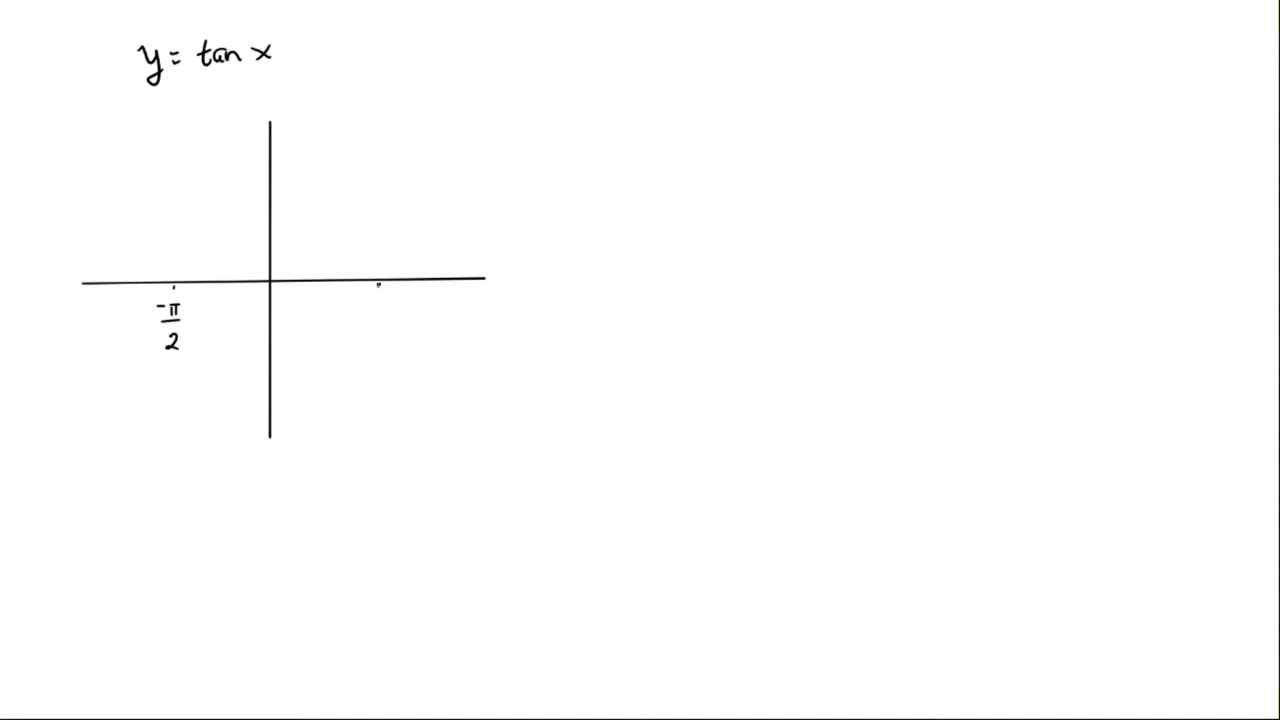 y = tan x
-π
2